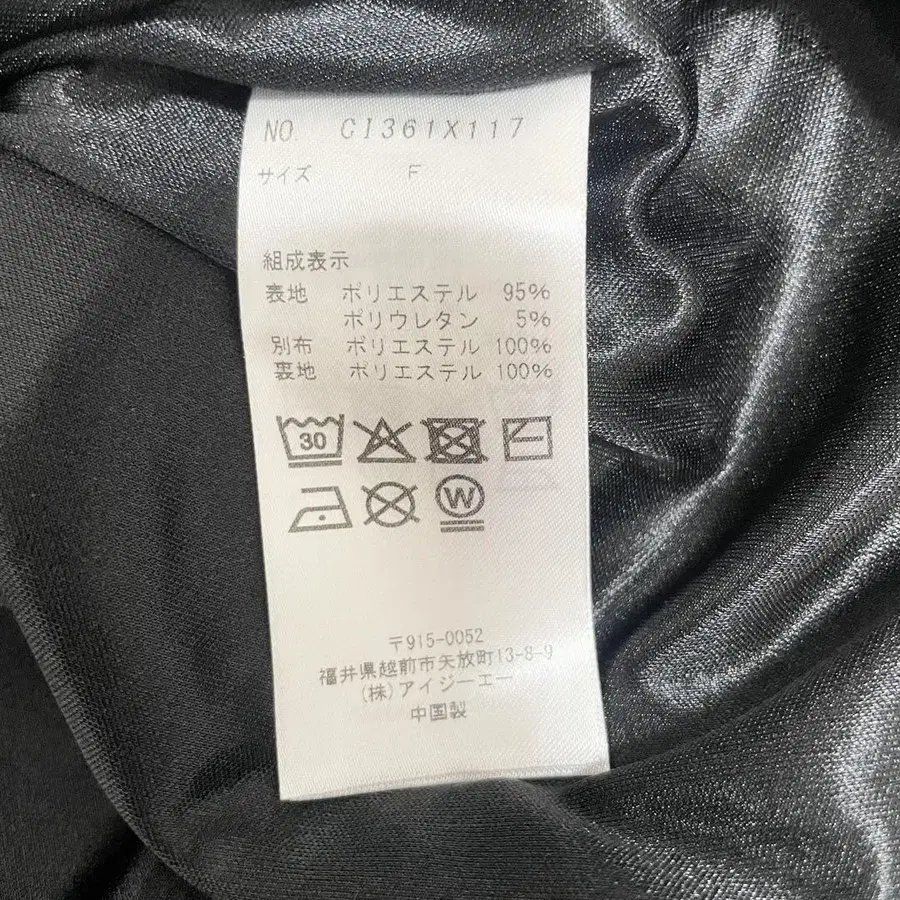 NO. CI361X117
サイズ F
組成表示
表地 ポリエステル 95%
ポリウレタン 5%
別布 ポリエステル 100%
裏地 ポリエステル 100%
30
W
〒915-0052
福井県越前市矢放町13-8-9
(株)アイジーエー
中国製